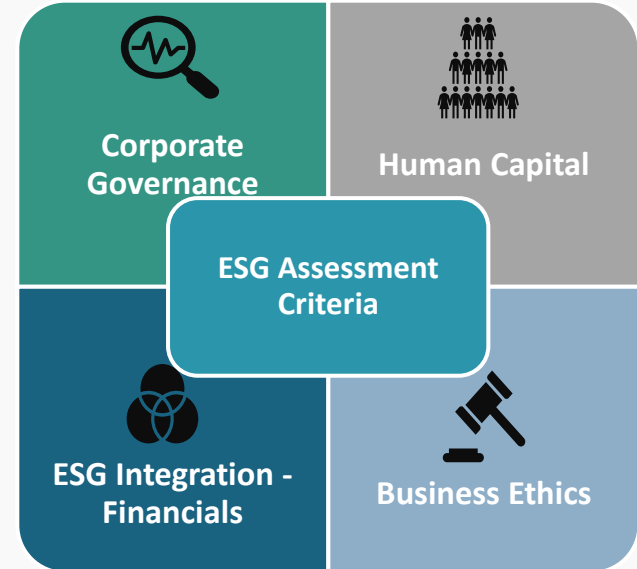 Corporate
Governance
Human Capital
ESG Assessment
Criteria
ESG Integration -
Financials
Business Ethics